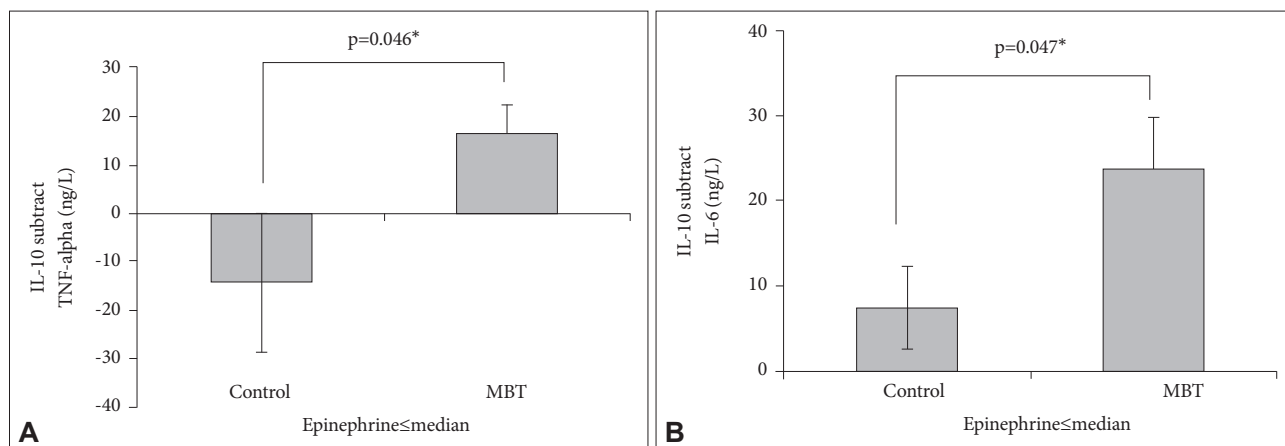 p=0.046*
30
20
10
0
-10
-20
-30
-40
IL-10 subtract
TNF-alpha (ng/L)
Control
MBT
Epinephrine≤median
A
p=0.047*
40
30
20
10
0
IL-10 subtract
IL-6 (ng/L)
Control
MBT
Epinephrine≤median
B